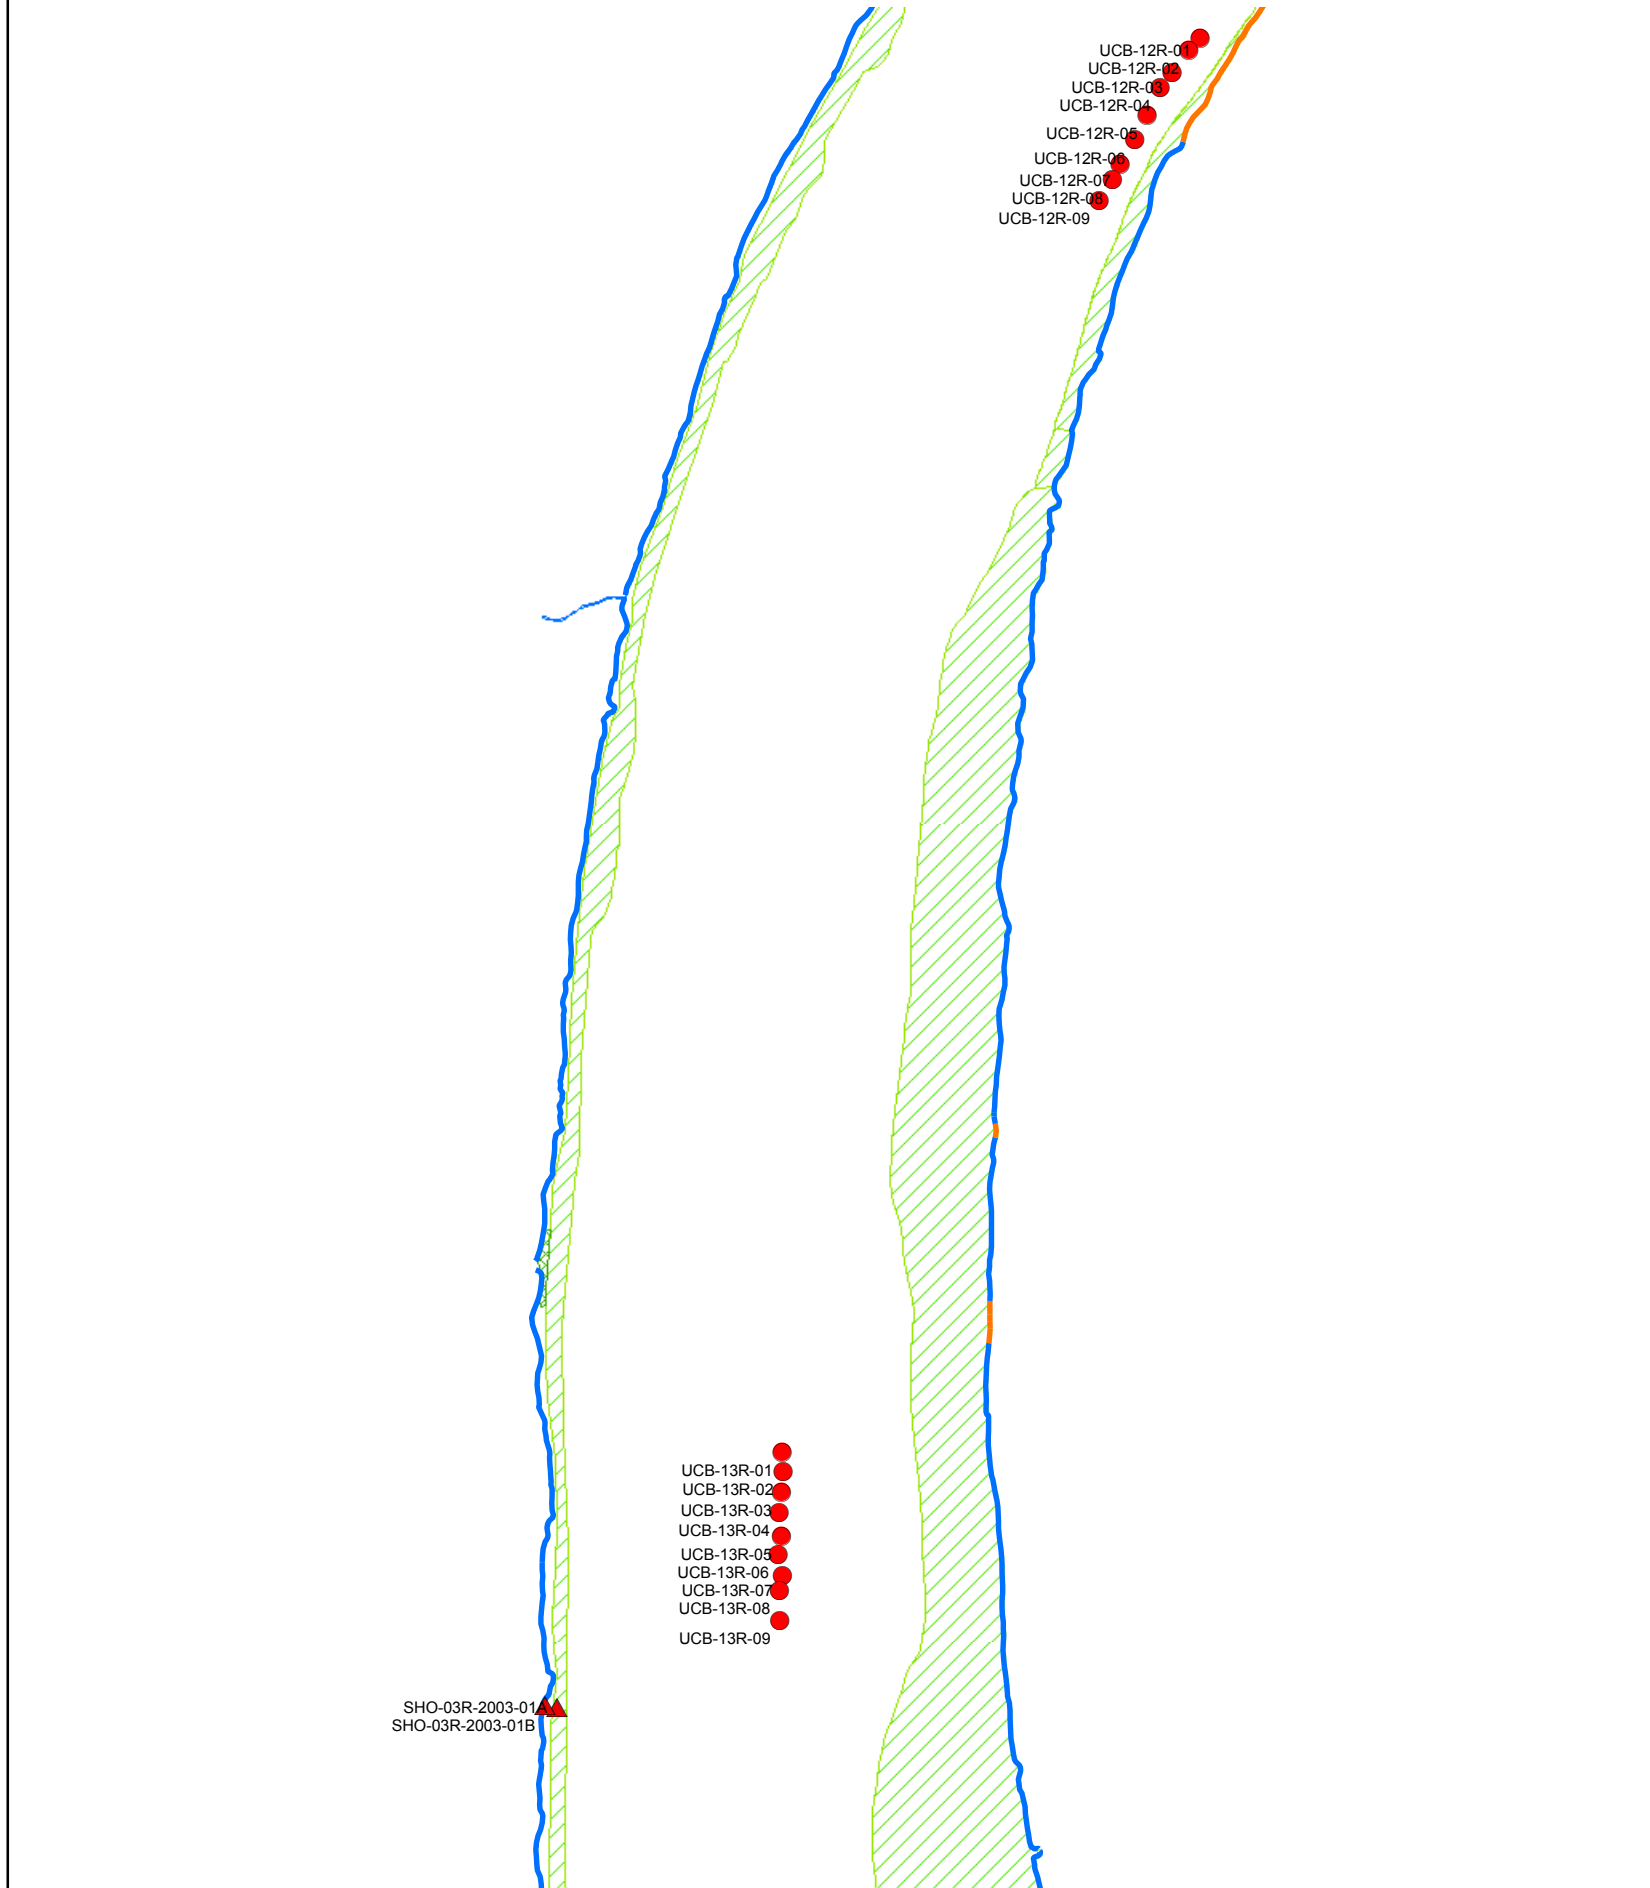 UCB-12R-01
UCB-12R-02
UCB-12R-03
UCB-12R-04
UCB-12R-05
UCB-12R-06
UCB-12R-07
UCB-12R-08
UCB-12R-09
UCB-13R-01
UCB-13R-02
UCB-13R-03
UCB-13R-04
UCB-13R-05
UCB-13R-06
UCB-13R-07
UCB-13R-08
UCB-13R-09
SHO-03R-2003-01A
SHO-03R-2003-01B